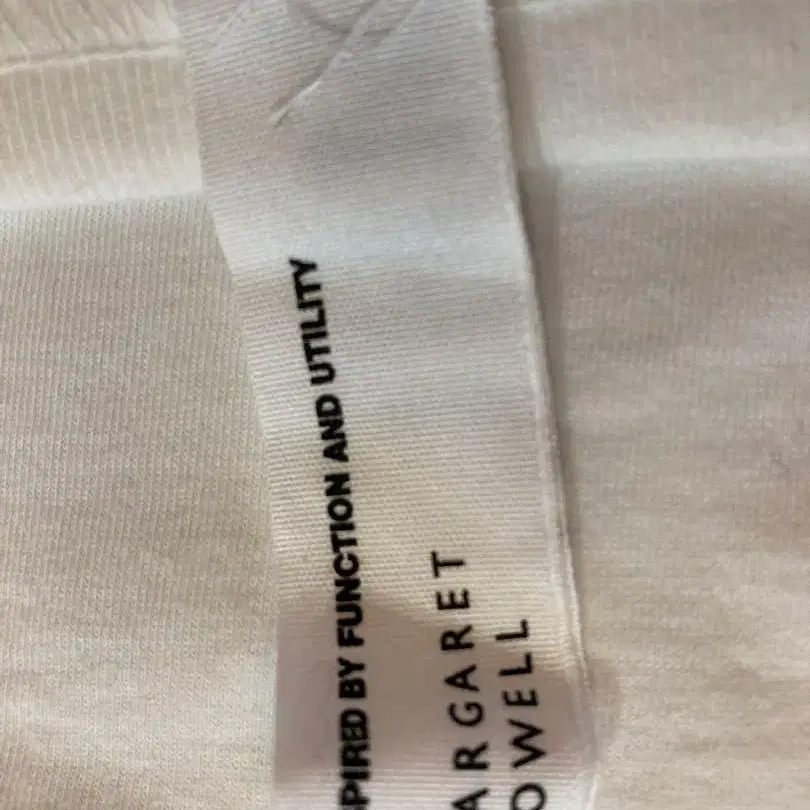 PIRED BY FUNCTION AND UTILITY
ARGARET
OWELL